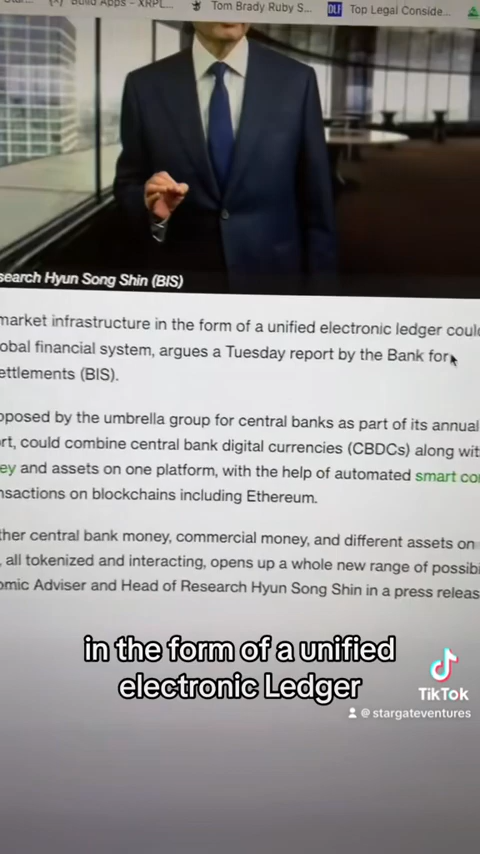 Build Apps - XRPL...
Tom Brady Ruby S...
DLF
Top Legal Conside...
search Hyun Song Shin (BIS)
market infrastructure in the form of a unified electronic ledger coul
obal financial system, argues a Tuesday report by the Bank for
ettlements (BIS).
oposed by the umbrella group for central banks as part of its annual
rt, could combine central bank digital currencies (CBDCs) along wit
ey and assets on one platform, with the help of automated smart co
nsactions on blockchains including Ethereum.
ther central bank money, commercial money, and different assets on
, all tokenized and interacting, opens up a whole new range of possibi
omic Adviser and Head of Research Hyun Song Shin in a press releas
in the form of a unified
electronic Ledger
TikTok
@stargateventures